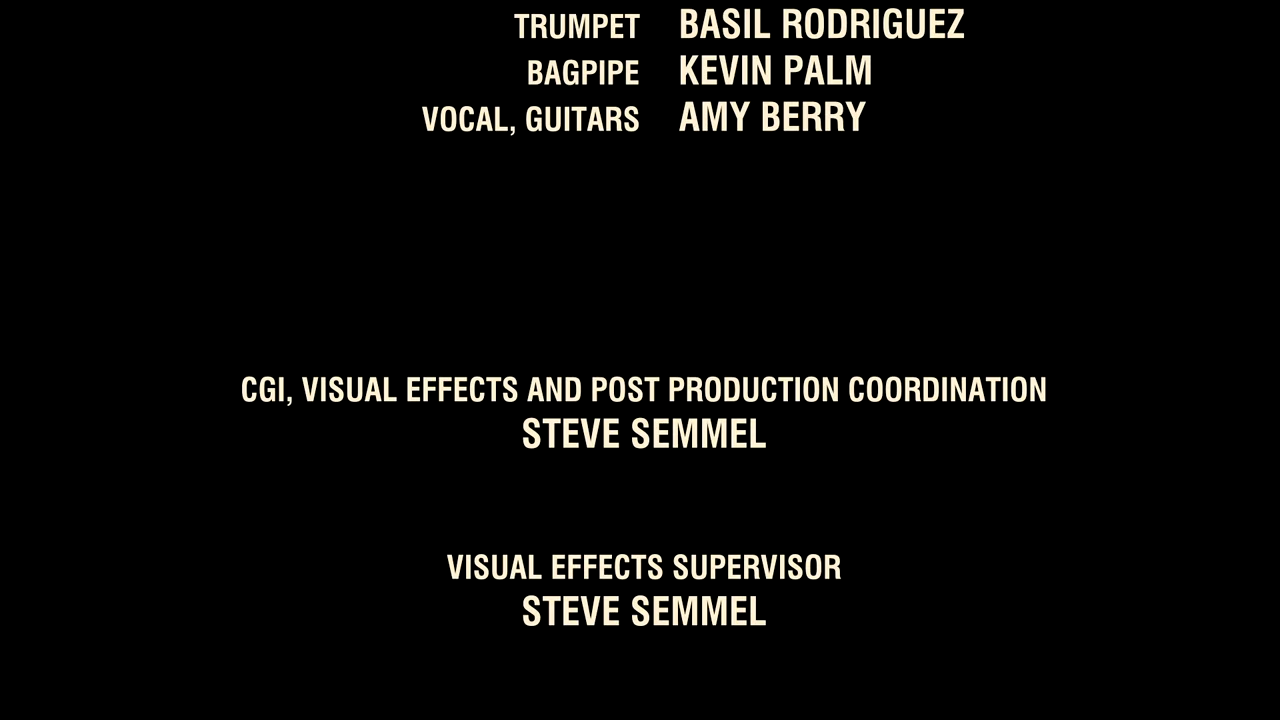 TRUMPET BASIL RODRIGUEZ
BAGPIPE KEVIN PALM
VOCAL, GUITARS AMY BERRY
CGI, VISUAL EFFECTS AND POST PRODUCTION COORDINATION
STEVE SEMMEL
VISUAL EFFECTS SUPERVISOR
STEVE SEMMEL